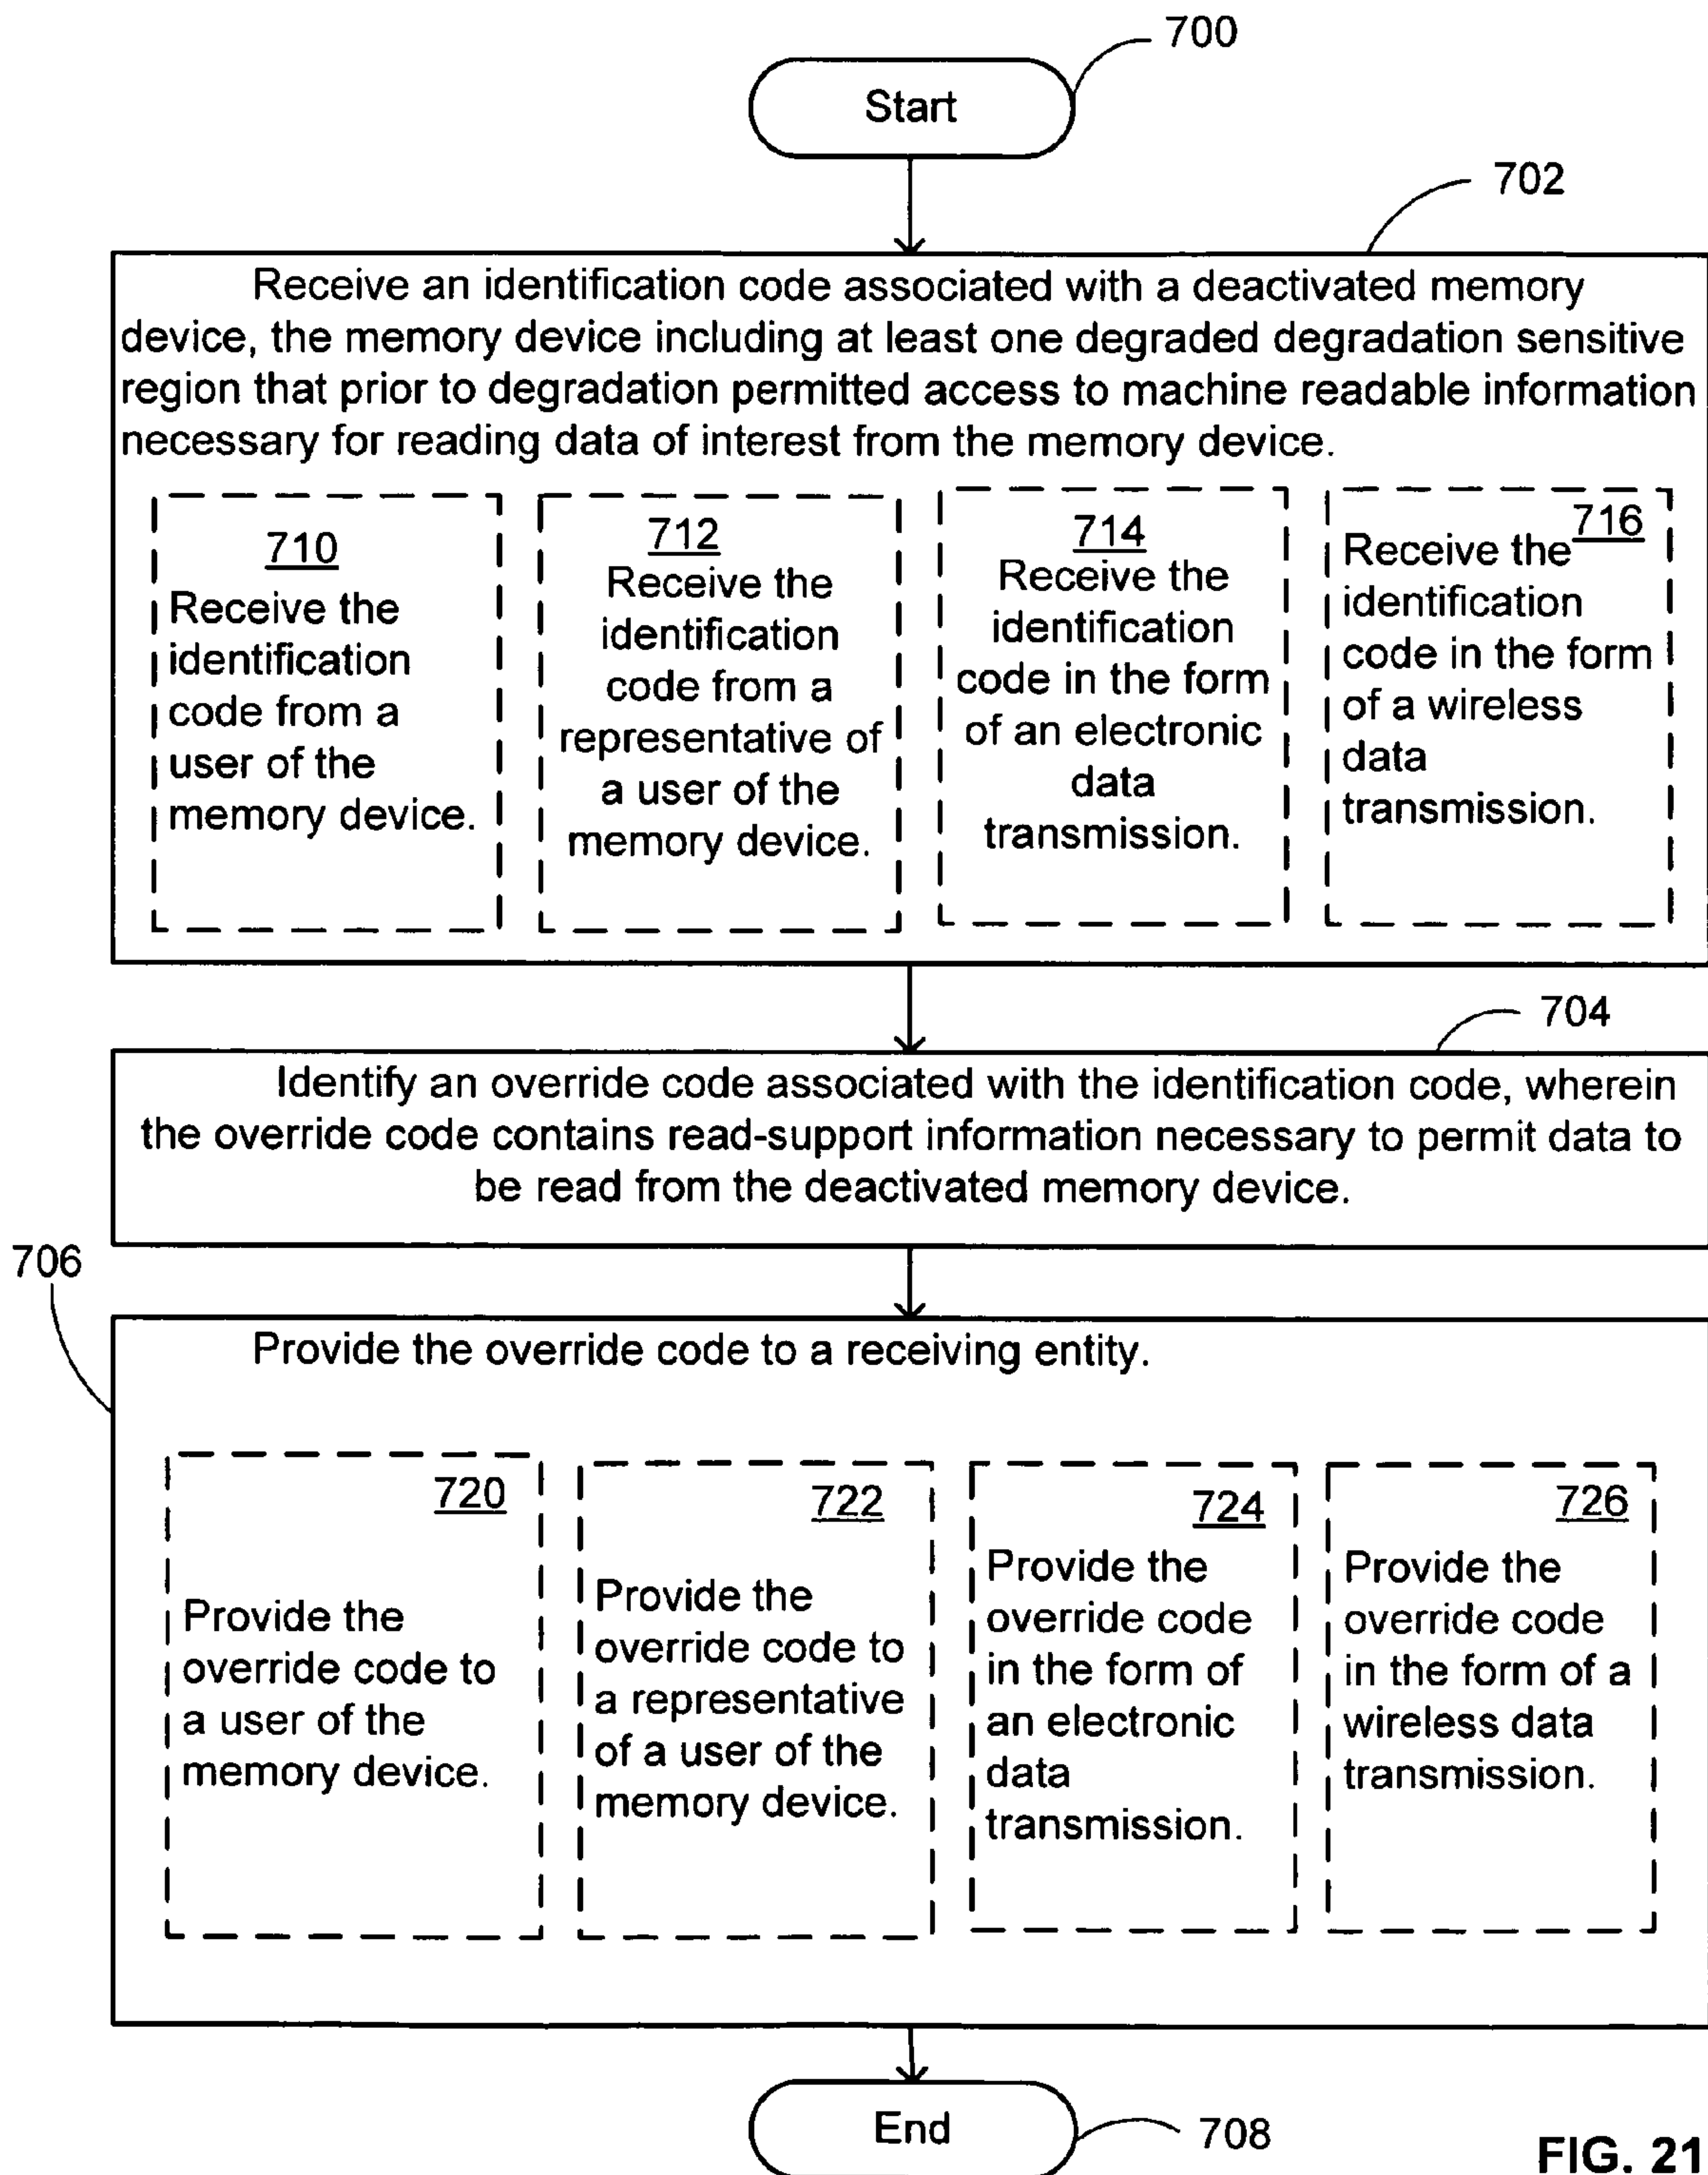 700
Start
702
Receive an identification code associated with a deactivated memory
device, the memory device including at least one degraded degradation sensitive
region that prior to degradation permitted access to machine readable information
necessary for reading data of interest from the memory device.
710
Receive the
identification
code from a
user of the
memory device.
712
Receive the
identification
code from a
representative of
a user of the
memory device.
714
Receive the
identification
code in the form
of an electronic
data
transmission.
716
Receive the
identification
code in the form
of a wireless
data
transmission.
704
Identify an override code associated with the identification code, wherein
the override code contains read-support information necessary to permit data to
be read from the deactivated memory device.
706
Provide the override code to a receiving entity.
720
Provide the
override code to
a user of the
memory device.
722
Provide the
override code to
a representative
of a user of the
memory device.
724
Provide the
override code
in the form of
an electronic
data
transmission.
726
Provide the
override code
in the form of a
wireless data
transmission.
End
708
FIG. 21